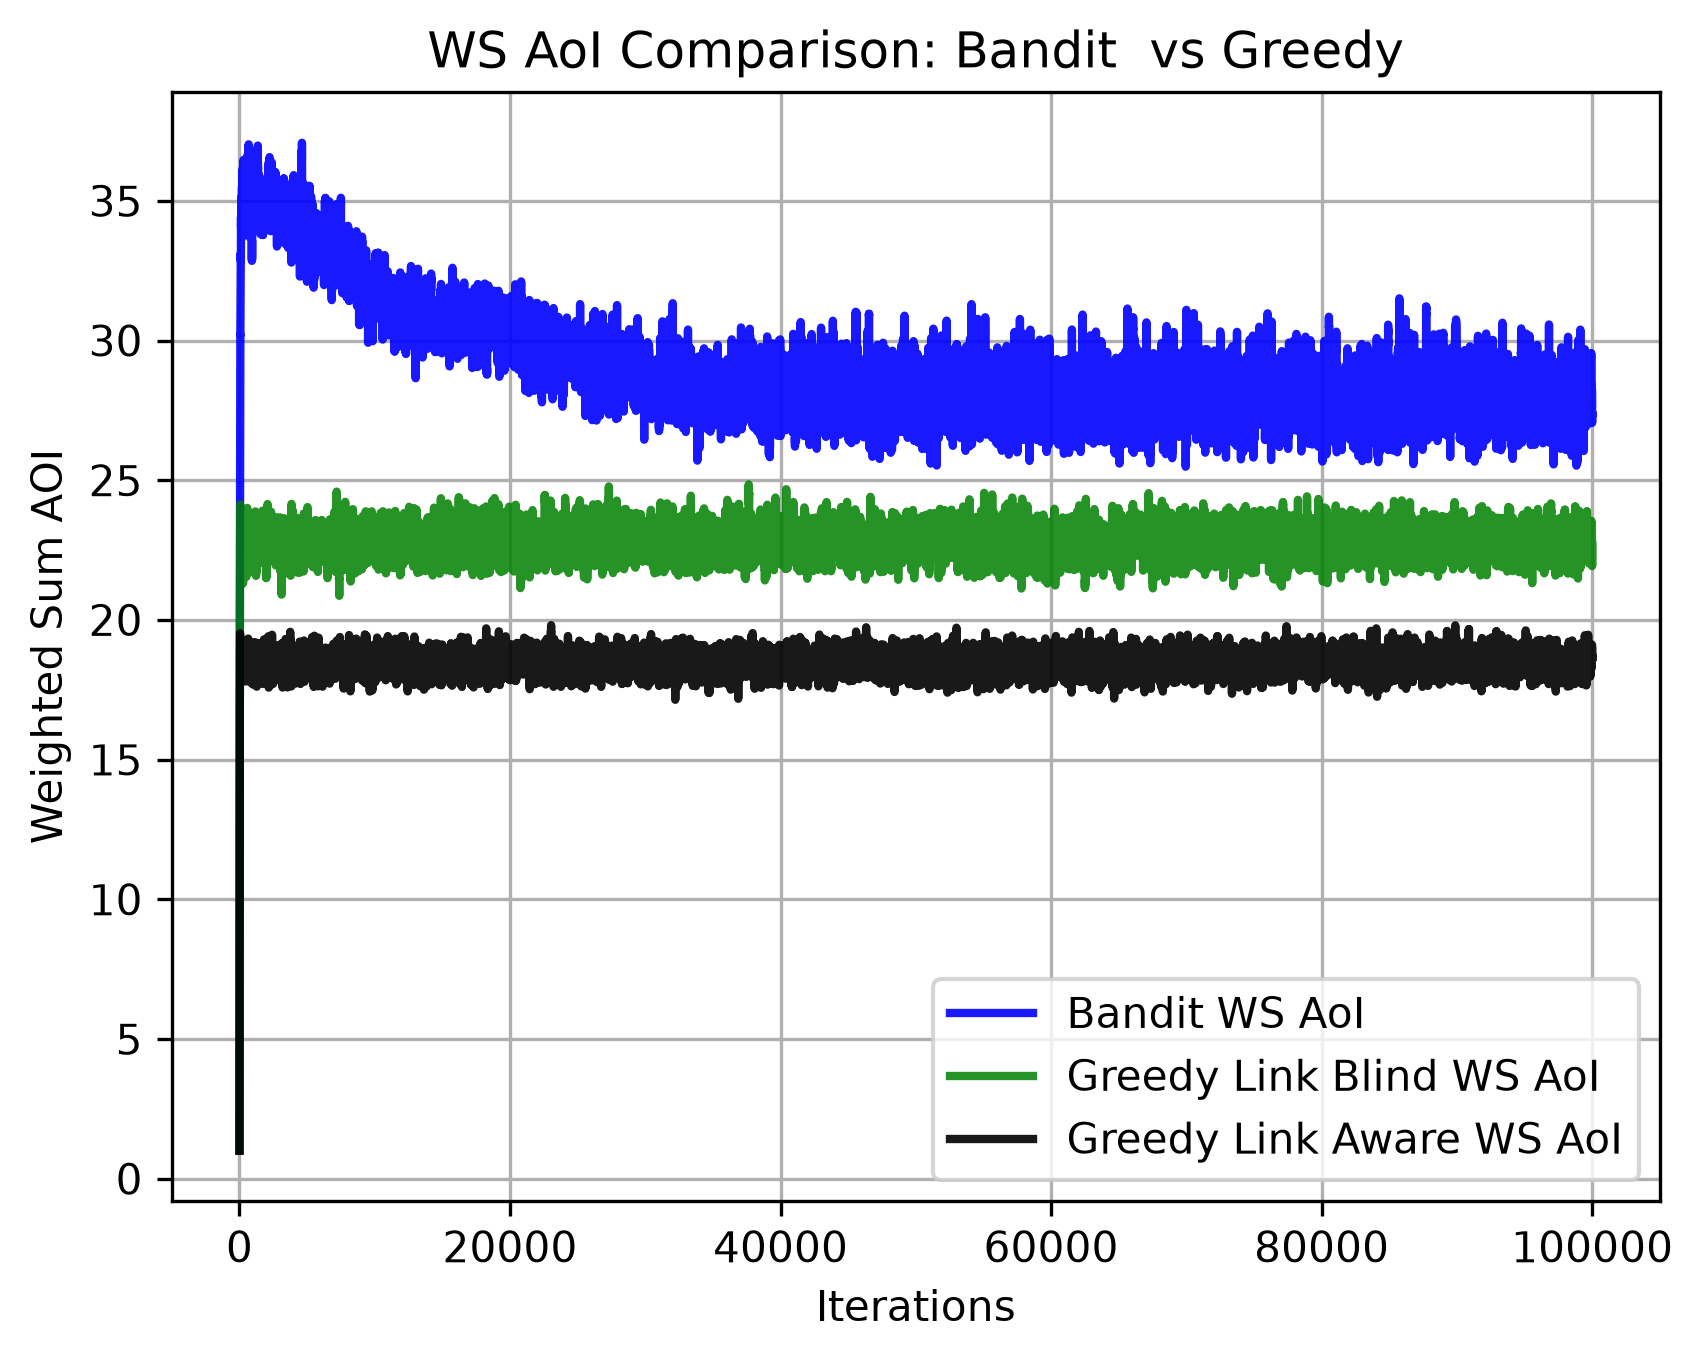 WS AoI Comparison: Bandit  vs Greedy
Weighted Sum AOI
35
30
25
20
15
10
5
0
Bandit WS AoI
Greedy Link Blind WS AoI
Greedy Link Aware WS AoI
0 20000 40000 60000 80000 100000
Iterations